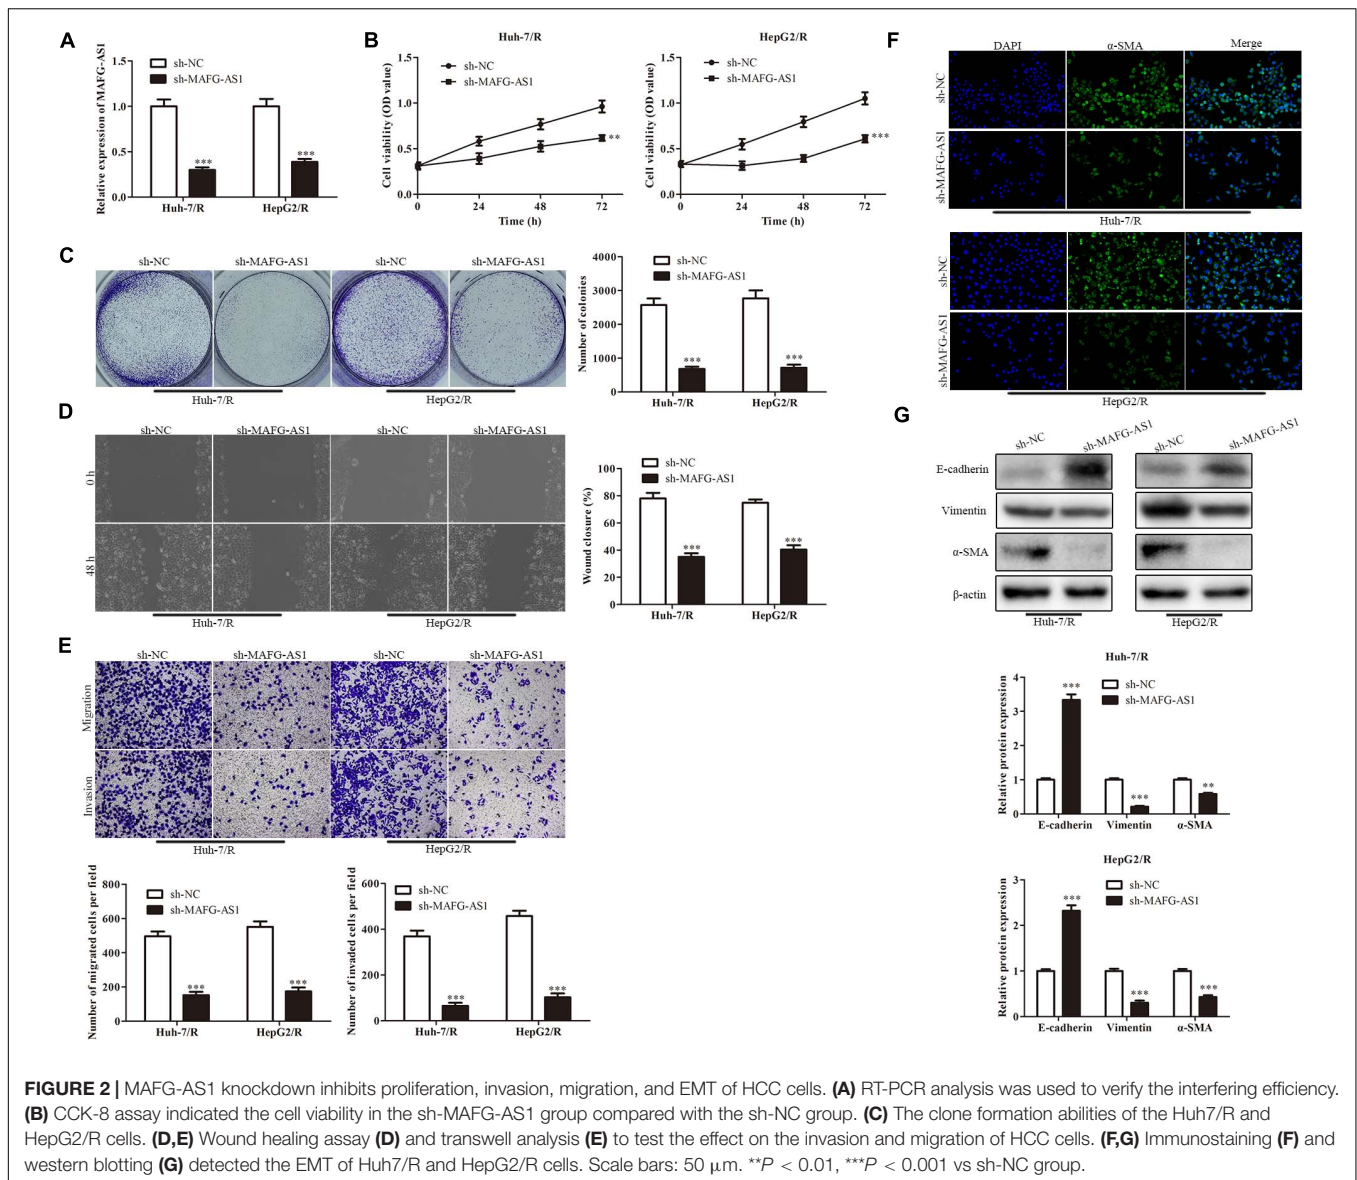 A
Relative expression of MAFG-AS1
1.5
1.0
0.5
0.0
sh-NC
sh-MAFG-AS1
***
***
Huh-7/R
HepG2/R
B
Huh-7/R
Cell viability (OD value)
1.5
1.0
0.5
0.0
sh-NC
sh-MAFG-AS1
**
0 24 48 72
Time (h)
HepG2/R
Cell viability (OD value)
1.5
1.0
0.5
0.0
sh-NC
sh-MAFG-AS1
***
0 24 48 72
Time (h)
C
sh-NC sh-MAFG-AS1 sh-NC sh-MAFG-AS1
Huh-7/R HepG2/R
Number of colonies
4000
3000
2000
1000
0
sh-NC
sh-MAFG-AS1
***
***
Huh-7/R HepG2/R
D
sh-NC sh-MAFG-AS1 sh-NC sh-MAFG-AS1
0 h
48 h
Huh-7/R HepG2/R
Wound closure (%)
100
80
60
40
20
0
sh-NC
sh-MAFG-AS1
***
***
Huh-7/R HepG2/R
E
sh-NC sh-MAFG-AS1 sh-NC sh-MAFG-AS1
Migration
Invasion
Huh-7/R HepG2/R
Number of migrated cells per field
800
600
400
200
0
sh-NC
sh-MAFG-AS1
***
***
Huh-7/R HepG2/R
Number of invaded cells per field
600
400
200
0
sh-NC
sh-MAFG-AS1
***
***
Huh-7/R HepG2/R
F
DAPI α-SMA Merge
sh-NC
sh-MAFG-AS1
Huh-7/R
sh-NC
sh-MAFG-AS1
HepG2/R
G
sh-NC sh-MAFG-AS1 sh-NC sh-MAFG-AS1
E-cadherin
Vimentin
α-SMA
β-actin
Huh-7/R HepG2/R
Huh-7/R
Relative protein expression
4
3
2
1
0
sh-NC
sh-MAFG-AS1
***
***
**
E-cadherin Vimentin α-SMA
HepG2/R
Relative protein expression
3
2
1
0
sh-NC
sh-MAFG-AS1
***
***
***
E-cadherin Vimentin α-SMA
FIGURE 2 | MAFG-AS1 knockdown inhibits proliferation, invasion, migration, and EMT of HCC cells. (A) RT-PCR analysis was used to verify the interfering efficiency.
(B) CCK-8 assay indicated the cell viability in the sh-MAFG-AS1 group compared with the sh-NC group. (C) The clone formation abilities of the Huh7/R and
HepG2/R cells. (D,E) Wound healing assay (D) and transwell analysis (E) to test the effect on the invasion and migration of HCC cells. (F,G) Immunostaining (F) and
western blotting (G) detected the EMT of Huh7/R and HepG2/R cells. Scale bars: 50 μm. **P < 0.01, ***P < 0.001 vs sh-NC group.